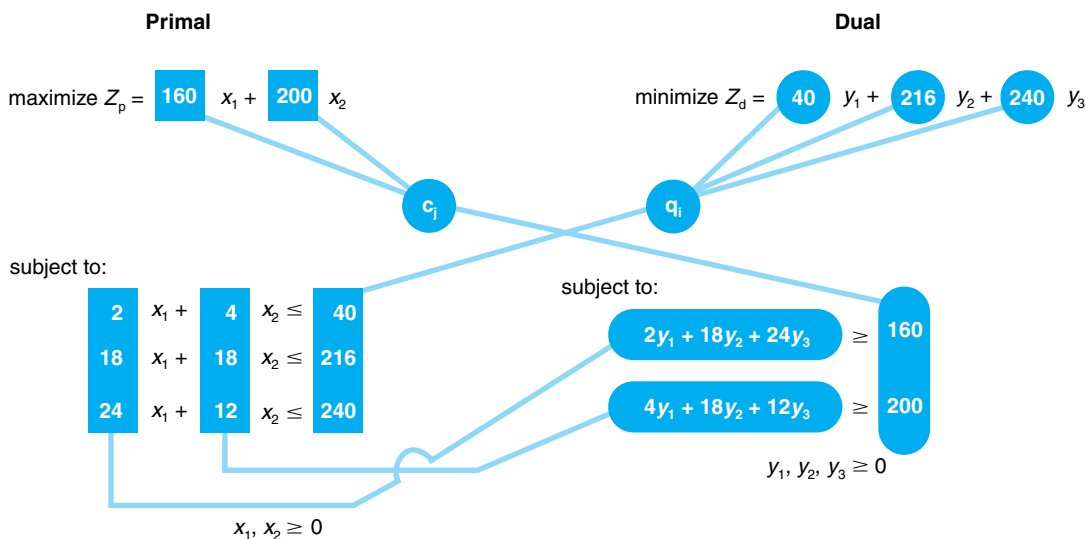 Primal
Dual
maximize Zp = 160 x1 + 200 x2
minimize Zd = 40 y1 + 216 y2 + 240 y3
cj
qi
subject to:
2 x1 + 4 x2 ≤ 40
18 x1 + 18 x2 ≤ 216
24 x1 + 12 x2 ≤ 240
x1, x2 ≥ 0
subject to:
2y1 + 18y2 + 24y3 ≥ 160
4y1 + 18y2 + 12y3 ≥ 200
y1, y2, y3 ≥ 0